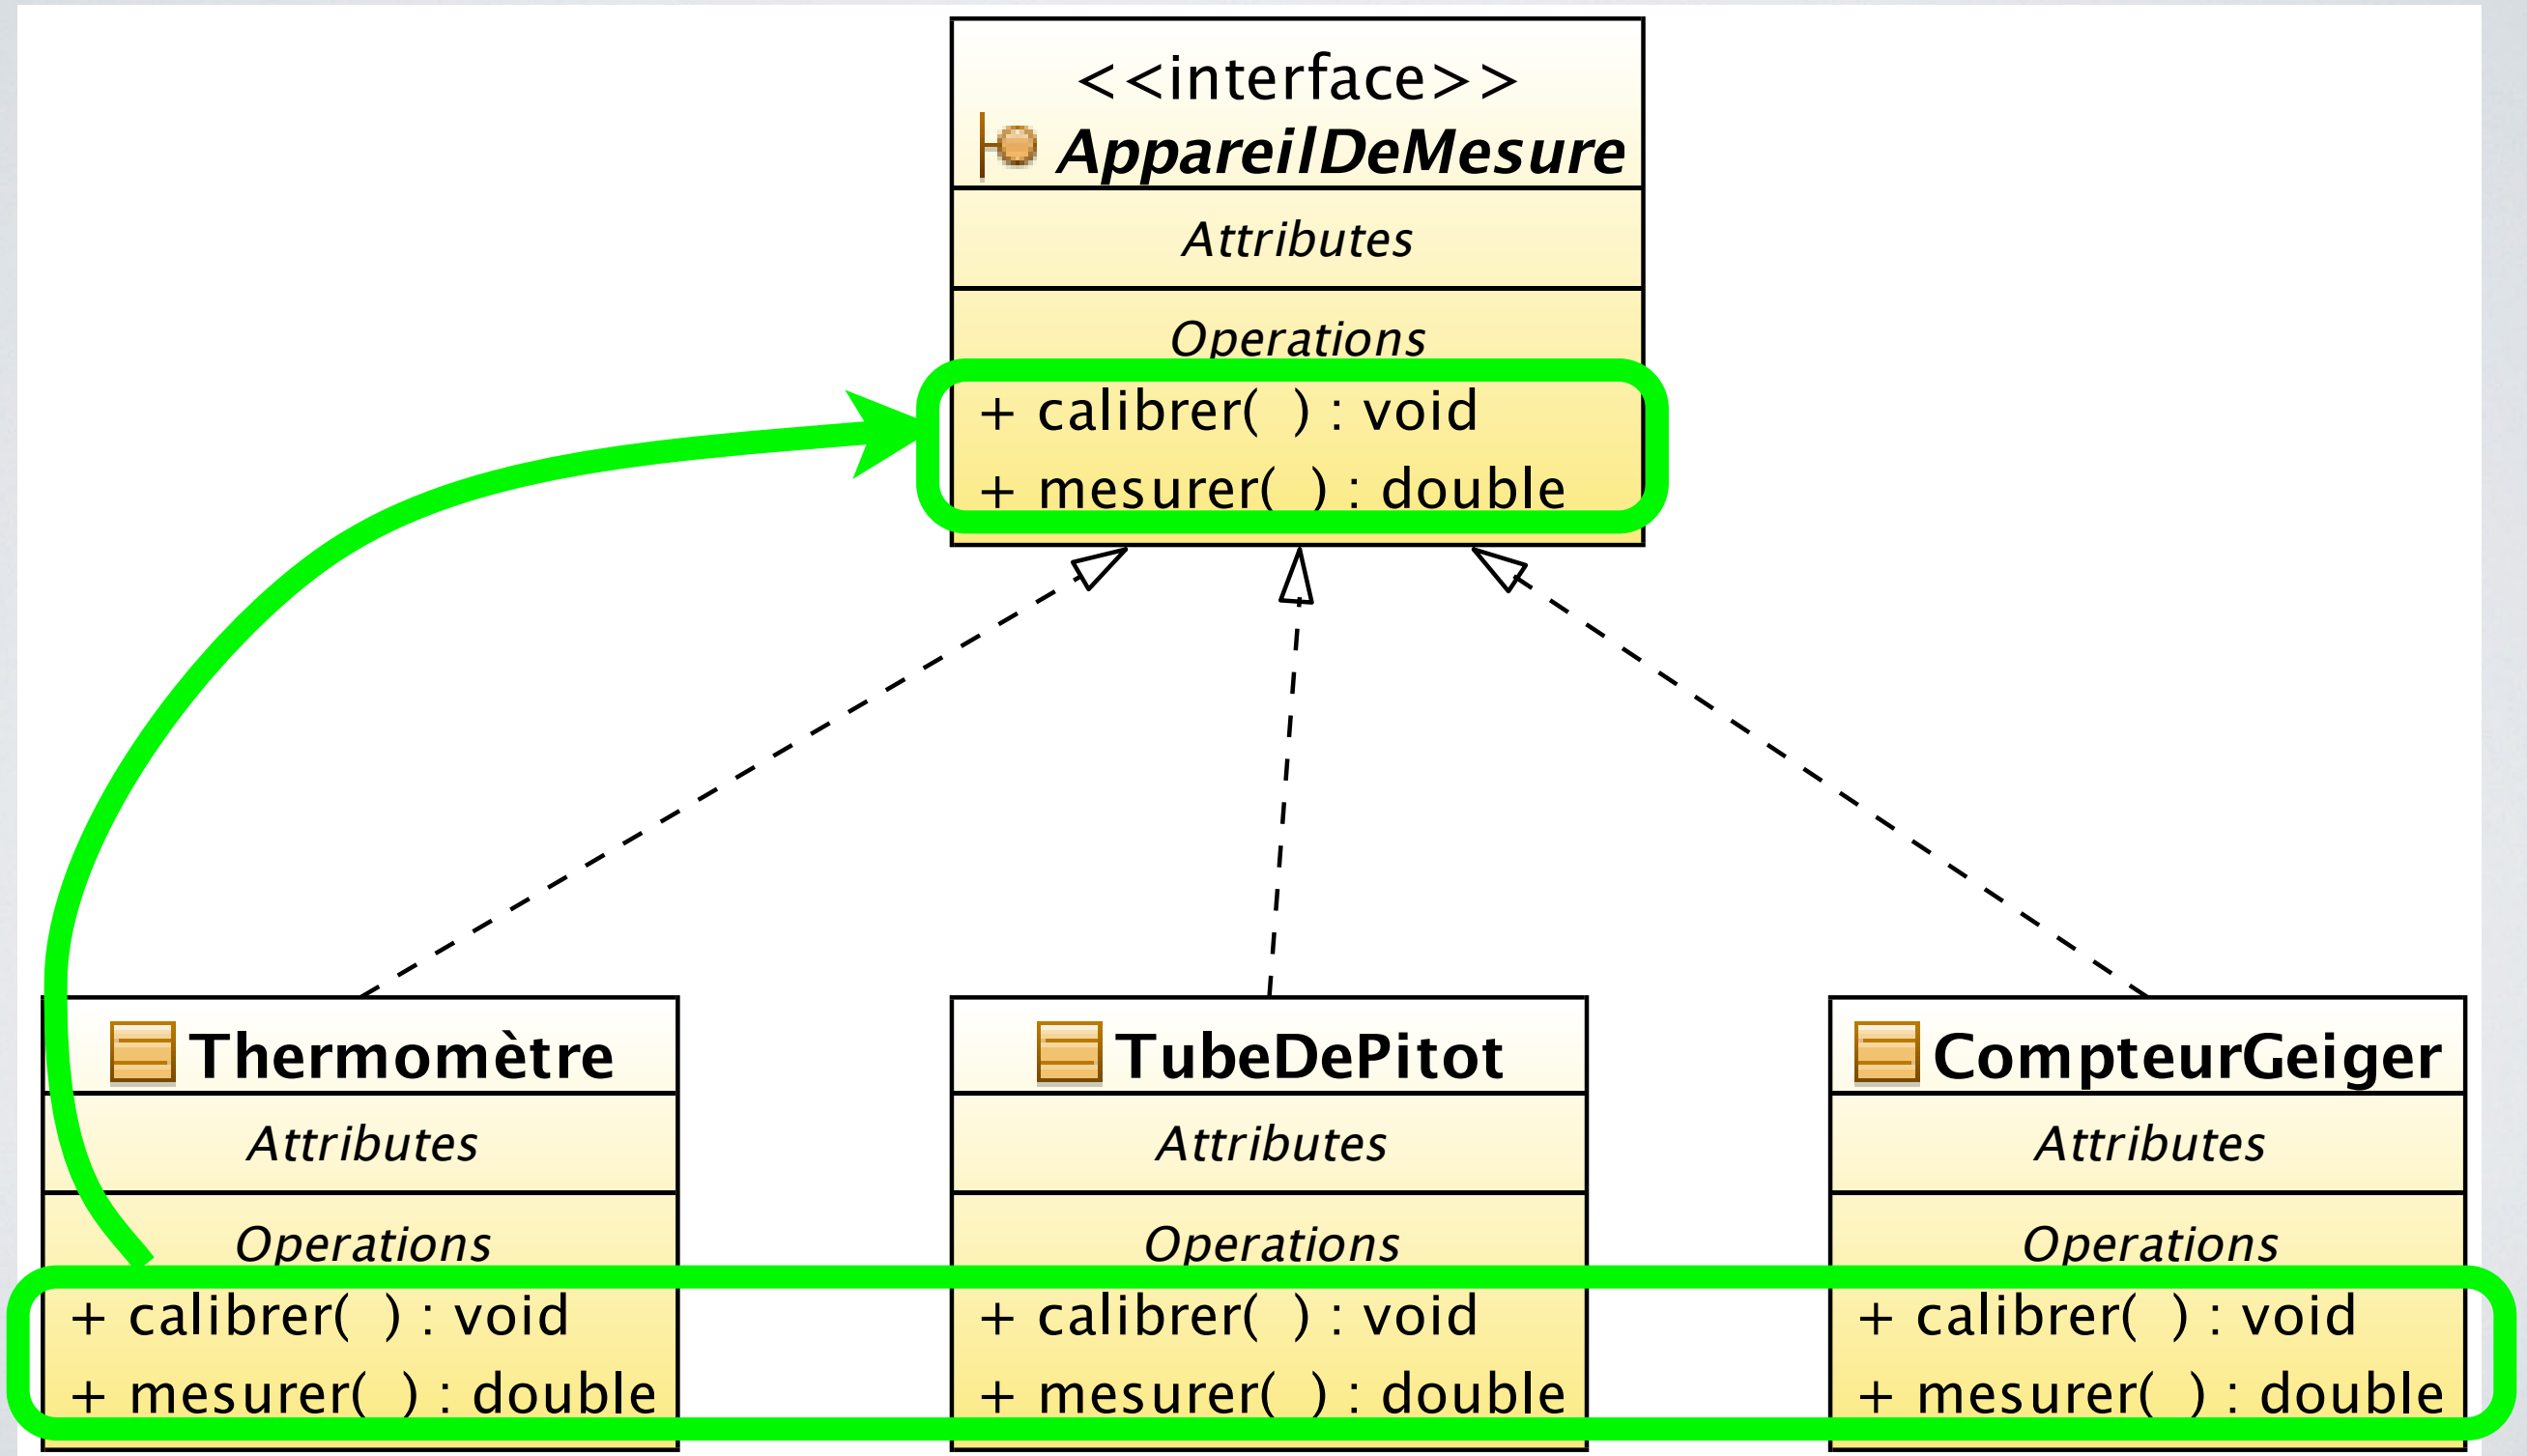 <<interface>>
AppareilDeMesure
Attributes
Operations
+ calibrer( ) : void
+ mesurer( ) : double
Thermomètre
Attributes
Operations
+ calibrer( ) : void
+ mesurer( ) : double
TubeDePitot
Attributes
Operations
+ calibrer( ) : void
+ mesurer( ) : double
CompteurGeiger
Attributes
Operations
+ calibrer( ) : void
+ mesurer( ) : double